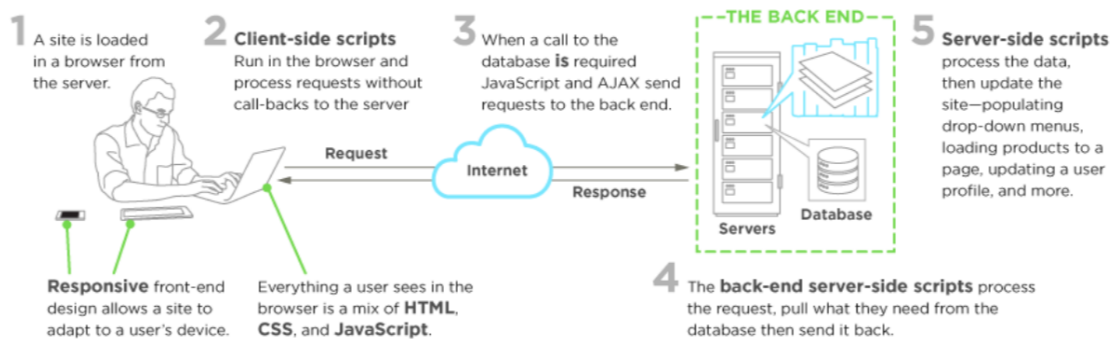 1 A site is loaded
in a browser from
the server.
2 Client-side scripts
Run in the browser and
process requests without
call-backs to the server
3 When a call to the
database is required
JavaScript and AJAX send
requests to the back end.
THE BACK END
5 Server-side scripts
process the data,
then update the
site—populating
drop-down menus,
loading products to a
page, updating a user
profile, and more.
Request
Internet
Response
Servers
Database
Responsive front-end
design allows a site to
adapt to a user's device.
Everything a user sees in the
browser is a mix of HTML,
CSS, and JavaScript.
4 The back-end server-side scripts process
the request, pull what they need from the
database then send it back.